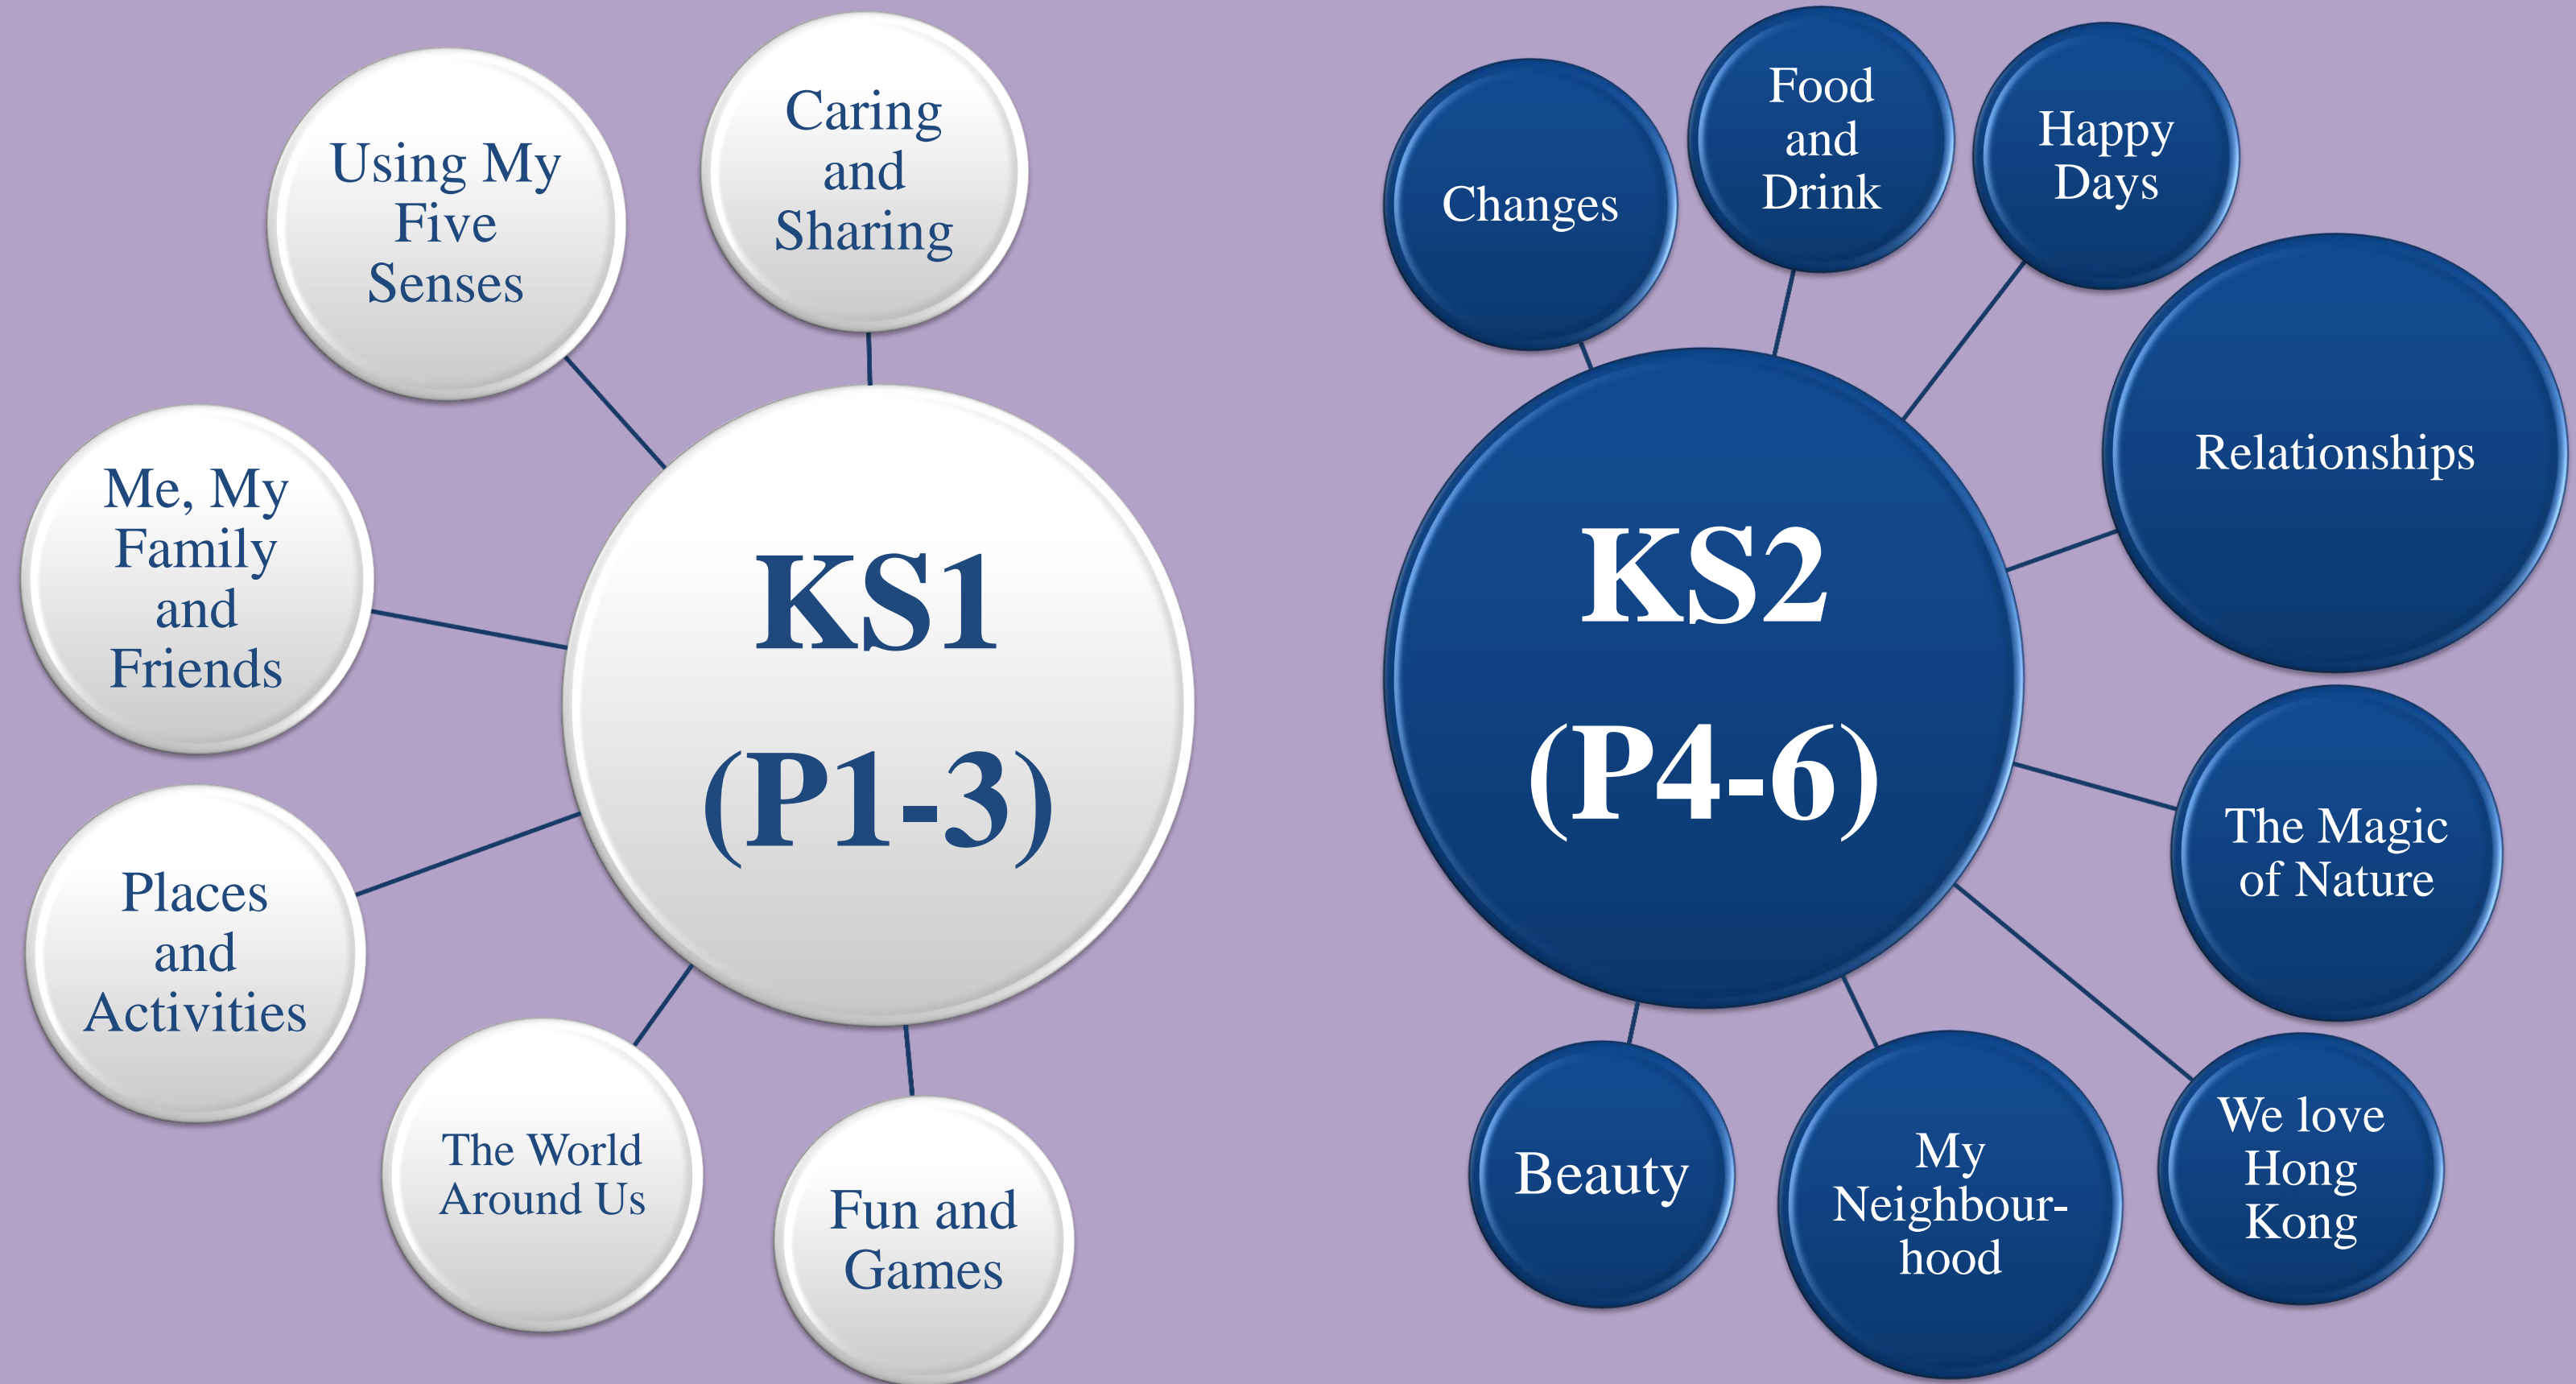 Caring
and
Sharing
Using My
Five
Senses
Me, My
Family
and
Friends
Places
and
Activities
The World
Around Us
Fun and
Games
KS1
(P1-3)
Changes
Food
and
Drink
Happy
Days
Relationships
The Magic
of Nature
We love
Hong
Kong
My
Neighbour-
hood
Beauty
KS2
(P4-6)